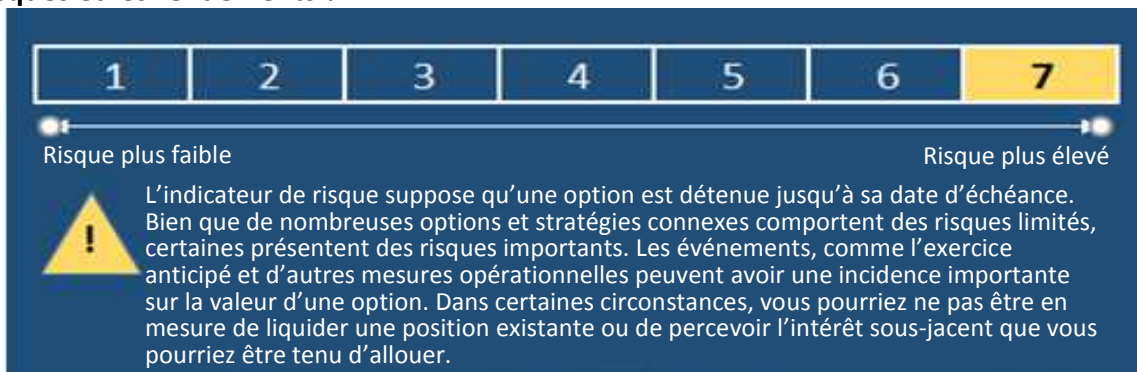 1 2 3 4 5 6 7
Risque plus faible Risque plus élevé
L’indicateur de risque suppose qu’une option est détenue jusqu’à sa date d’échéance.
Bien que de nombreuses options et stratégies connexes comportent des risques limités,
! certaines présentent des risques importants. Les événements, comme l’exercice
anticipé et d’autres mesures opérationnelles peuvent avoir une incidence importante
sur la valeur d’une option. Dans certaines circonstances, vous pourriez ne pas être en
mesure de liquider une position existante ou de percevoir l’intérêt sous-jacent que vous
pourriez être tenu d’allouer.